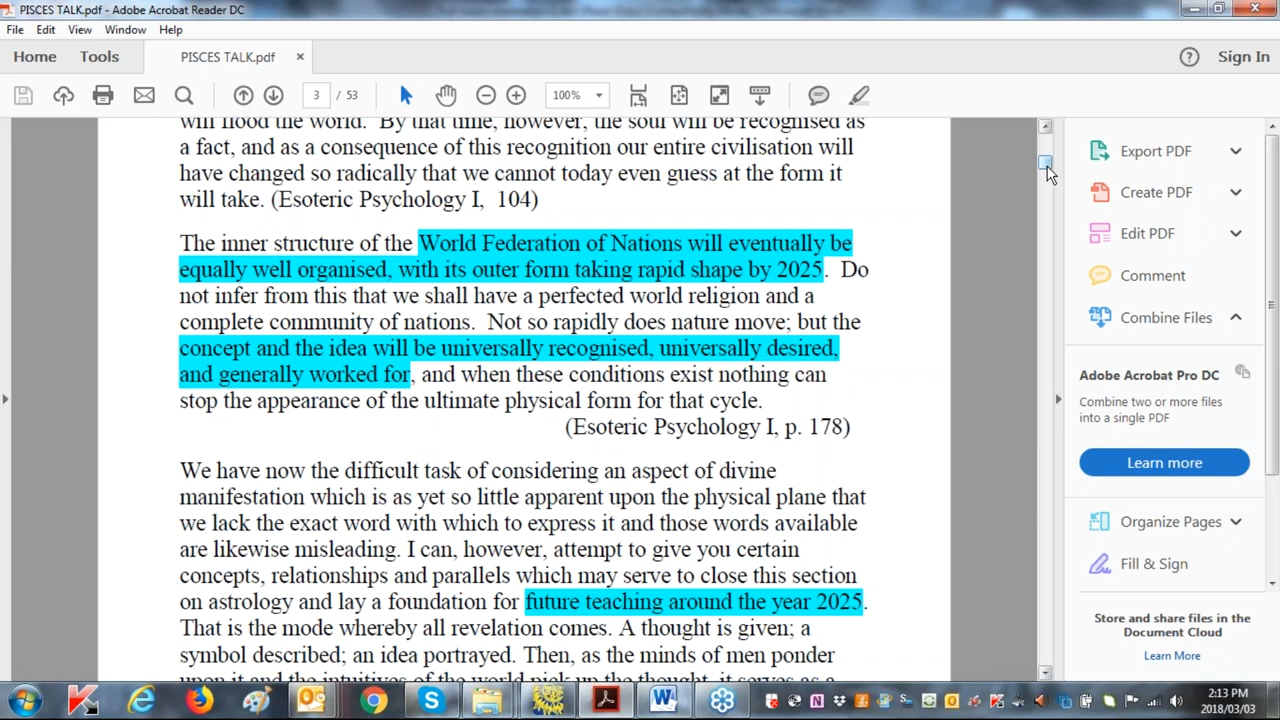 PISCES TALK.pdf - Adobe Acrobat Reader DC
File Edit View Window Help
Home Tools PISCES TALK.pdf × Sign In
3 / 53 100%
will flood the world. By that time, however, the soul will be recognised as
a fact, and as a consequence of this recognition our entire civilisation will
have changed so radically that we cannot today even guess at the form it
will take. (Esoteric Psychology I, 104)
The inner structure of the World Federation of Nations will eventually be
equally well organised, with its outer form taking rapid shape by 2025. Do
not infer from this that we shall have a perfected world religion and a
complete community of nations. Not so rapidly does nature move; but the
concept and the idea will be universally recognised, universally desired,
and generally worked for, and when these conditions exist nothing can
stop the appearance of the ultimate physical form for that cycle.
(Esoteric Psychology I, p. 178)
We have now the difficult task of considering an aspect of divine
manifestation which is as yet so little apparent upon the physical plane that
we lack the exact word with which to express it and those words available
are likewise misleading. I can, however, attempt to give you certain
concepts, relationships and parallels which may serve to close this section
on astrology and lay a foundation for future teaching around the year 2025.
That is the mode whereby all revelation comes. A thought is given; a
symbol described; an idea portrayed. Then, as the minds of men ponder
upon it and the intuitives of the world pick up the thought, it serves as a
Export PDF
Create PDF
Edit PDF
Comment
Combine Files
Adobe Acrobat Pro DC
Combine two or more files
into a single PDF
Learn more
Organize Pages
Fill & Sign
Store and share files in the
Document Cloud
Learn More
2:13 PM
2018/03/03